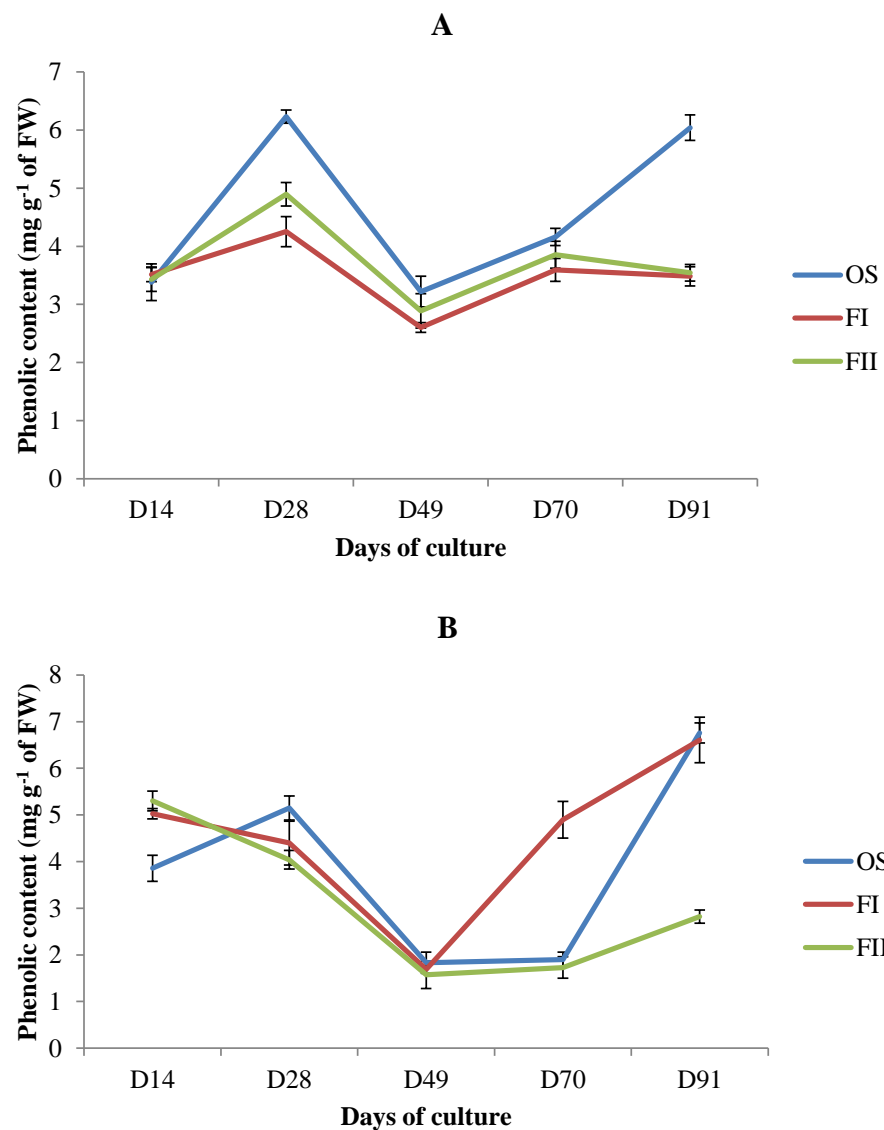 A
Phenolic content (mg g⁻¹ of FW)
7
6
5
4
3
2
1
0
D14 D28 D49 D70 D91
Days of culture
OS
FI
FII
B
Phenolic content (mg g⁻¹ of FW)
8
7
6
5
4
3
2
1
0
D14 D28 D49 D70 D91
Days of culture
OS
FI
FII